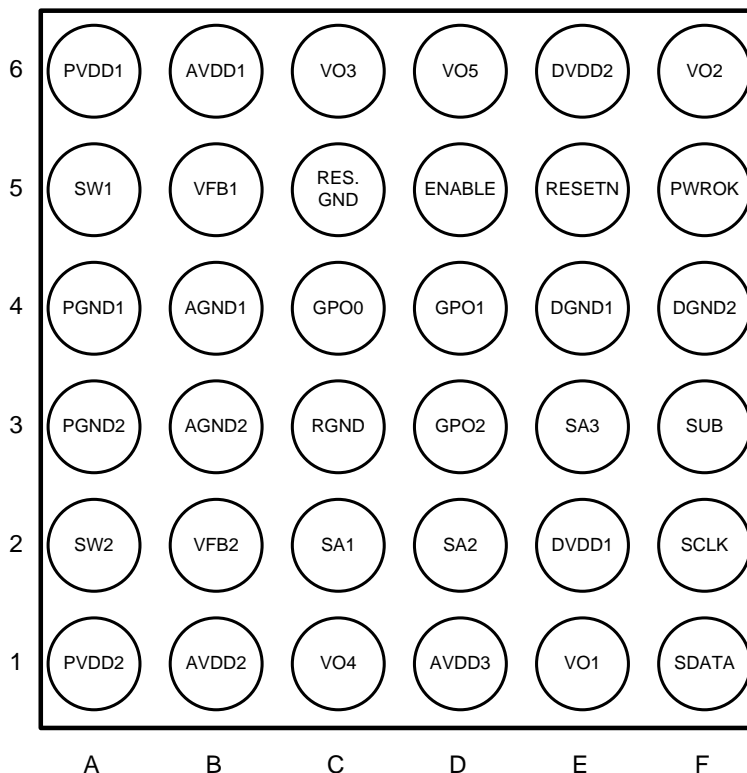 6 PVDD1 AVDD1 VO3 VO5 DVDD2 VO2
5 SW1 VFB1 RES. GND ENABLE RESETN PWROK
4 PGND1 AGND1 GPO0 GPO1 DGND1 DGND2
3 PGND2 AGND2 RGND GPO2 SA3 SUB
2 SW2 VFB2 SA1 SA2 DVDD1 SCLK
1 PVDD2 AVDD2 VO4 AVDD3 VO1 SDATA
A B C D E F